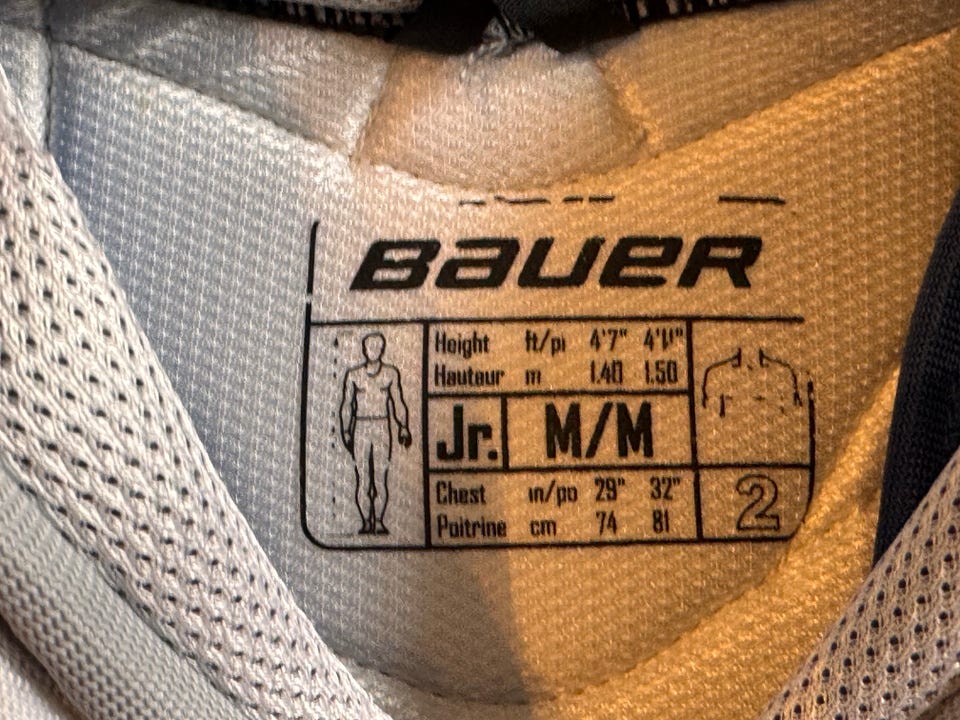 BAUER
Height ft/pi 4'7" 4'11"
Hauteur m 1.40 1.50
Jr. M/M
Chest in/po 29" 32"
Poitrine cm 74 81
2